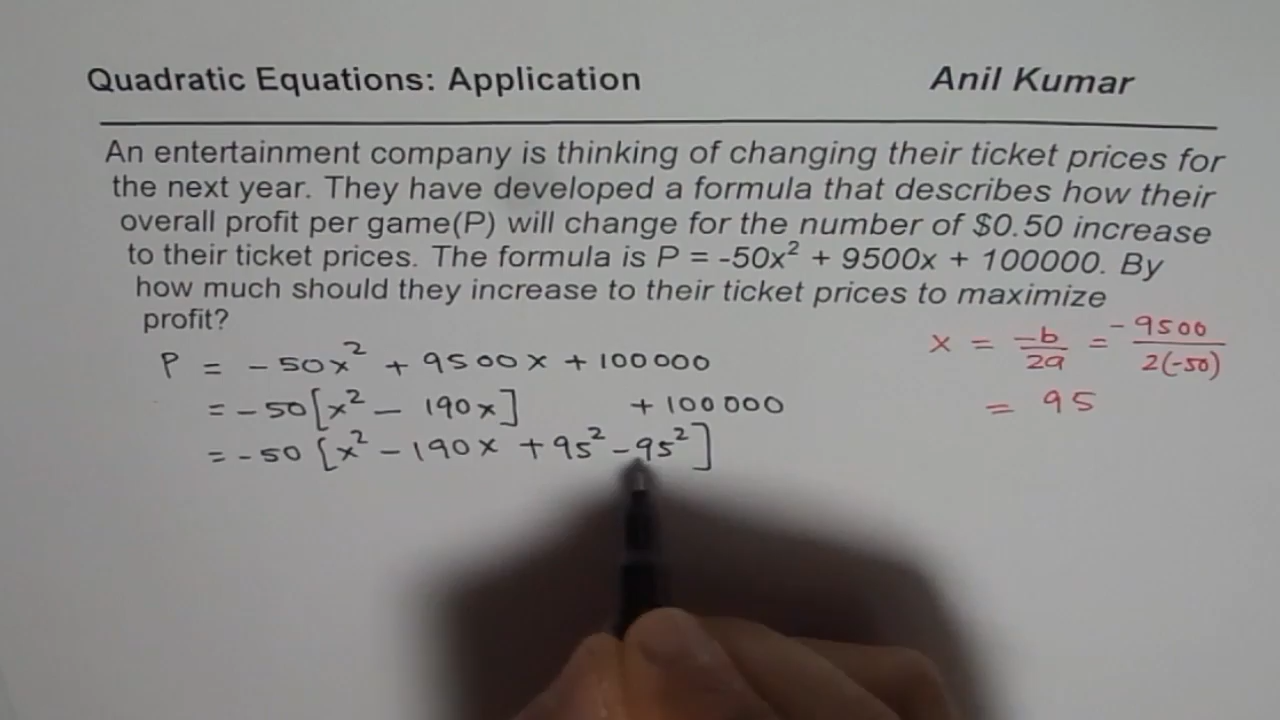 Quadratic Equations: Application Anil Kumar
An entertainment company is thinking of changing their ticket prices for
the next year. They have developed a formula that describes how their
overall profit per game(P) will change for the number of $0.50 increase
to their ticket prices. The formula is P = -50x² + 9500x + 100000. By
how much should they increase to their ticket prices to maximize
profit?
P = -50x² + 9500x + 100000
= -50[x² - 190x] + 100000
= -50[x² - 190x + 95² - 95²]
x = -b/2a = -9500/2(-50)
= 95